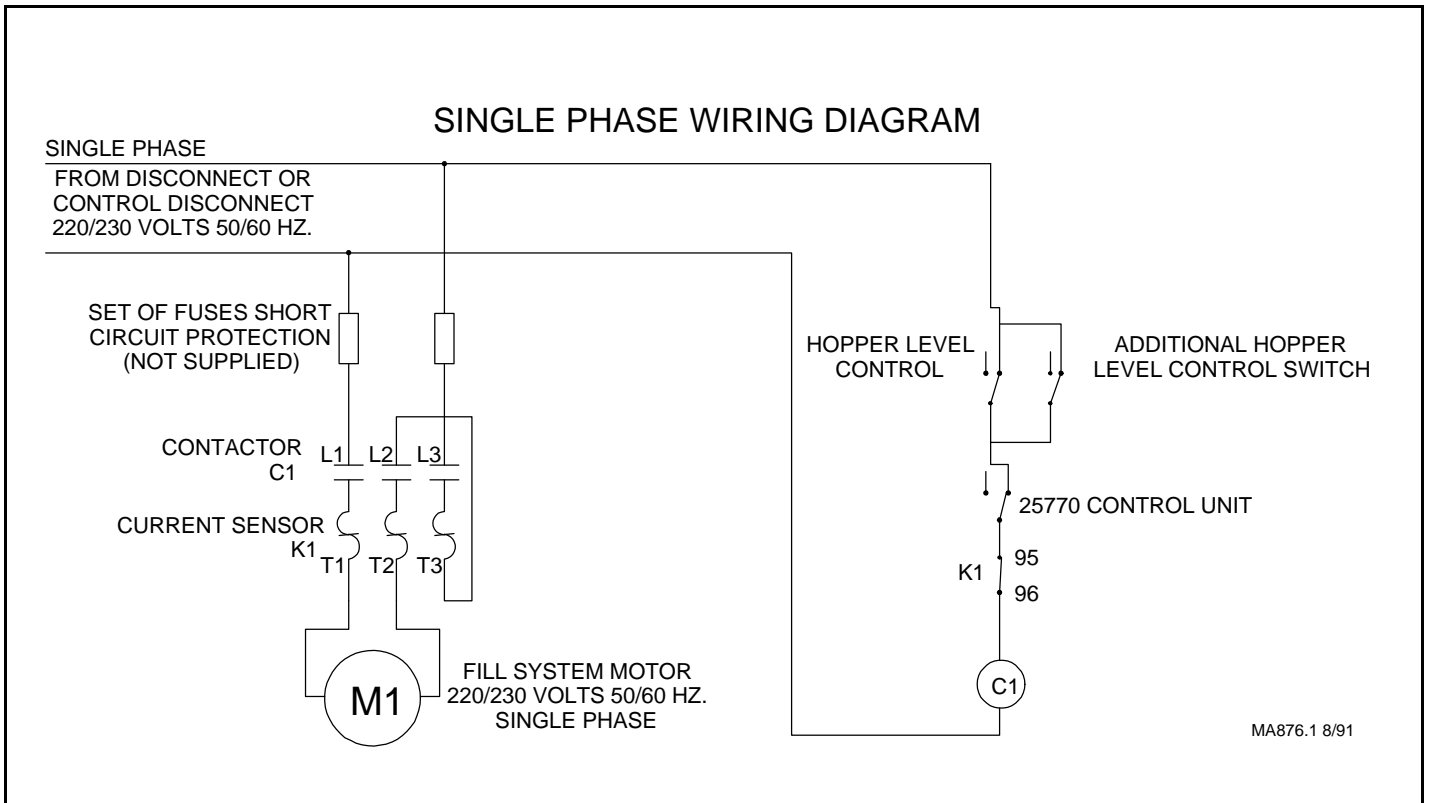 SINGLE PHASE WIRING DIAGRAM
SINGLE PHASE
FROM DISCONNECT OR
CONTROL DISCONNECT
220/230 VOLTS 50/60 HZ.
SET OF FUSES SHORT
CIRCUIT PROTECTION
(NOT SUPPLIED)
HOPPER LEVEL
CONTROL
ADDITIONAL HOPPER
LEVEL CONTROL SWITCH
CONTACTOR
C1
L1
L2
L3
25770 CONTROL UNIT
CURRENT SENSOR
K1
T1
T2
T3
K1
95
96
M1
FILL SYSTEM MOTOR
220/230 VOLTS 50/60 HZ.
SINGLE PHASE
C1
MA876.1 8/91